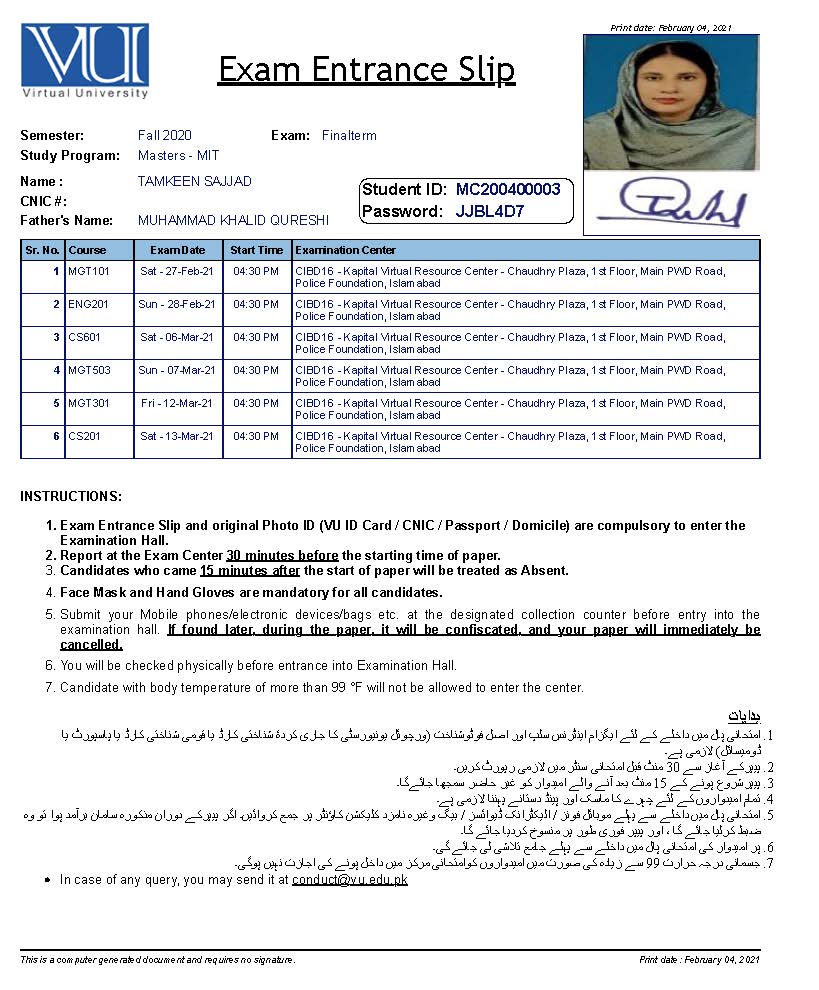 Print date: February 04, 2021
VU
Virtual University
Exam Entrance Slip
Semester: Fall 2020 Exam: Finalterm
Study Program: Masters - MIT
Name : TAMKEEN SAJJAD
CNIC #:
Father's Name: MUHAMMAD KHALID QURESHI
Student ID: MC200400003
Password: JJBL4D7
Sr. No. Course Exam Date Start Time Examination Center
1 MGT101 Sat - 27-Feb-21 04:30 PM CIBD16 - Kapital Virtual Resource Center - Chaudhry Plaza, 1st Floor, Main PWD Road,
Police Foundation, Islamabad
2 ENG201 Sun - 28-Feb-21 04:30 PM CIBD16 - Kapital Virtual Resource Center - Chaudhry Plaza, 1st Floor, Main PWD Road,
Police Foundation, Islamabad
3 CS601 Sat - 06-Mar-21 04:30 PM CIBD16 - Kapital Virtual Resource Center - Chaudhry Plaza, 1st Floor, Main PWD Road,
Police Foundation, Islamabad
4 MGT503 Sun - 07-Mar-21 04:30 PM CIBD16 - Kapital Virtual Resource Center - Chaudhry Plaza, 1st Floor, Main PWD Road,
Police Foundation, Islamabad
5 MGT301 Fri - 12-Mar-21 04:30 PM CIBD16 - Kapital Virtual Resource Center - Chaudhry Plaza, 1st Floor, Main PWD Road,
Police Foundation, Islamabad
6 CS201 Sat - 13-Mar-21 04:30 PM CIBD16 - Kapital Virtual Resource Center - Chaudhry Plaza, 1st Floor, Main PWD Road,
Police Foundation, Islamabad
INSTRUCTIONS:
1. Exam Entrance Slip and original Photo ID (VU ID Card / CNIC / Passport / Domicile) are compulsory to enter the
Examination Hall.
2. Report at the Exam Center 30 minutes before the starting time of paper.
3. Candidates who came 15 minutes after the start of paper will be treated as Absent.
4. Face Mask and Hand Gloves are mandatory for all candidates.
5. Submit your Mobile phones/electronic devices/bags etc. at the designated collection counter before entry into the
examination hall. If found later, during the paper, it will be confiscated, and your paper will immediately be
cancelled.
6. You will be checked physically before entrance into Examination Hall.
7. Candidate with body temperature of more than 99 °F will not be allowed to enter the center.
ہدایات
1. امتحانی ہال میں داخلے کے لئے ایگزام اینٹرنس سلپ اور اصل فوٹوشناخت (ورچوئل یونیورسٹی کا جاری کردہ شناختی کارڈ یا قومی شناختی کارڈ یا پاسپورٹ یا
ڈومیسائل) لازمی ہے۔
2. پیپرکے آغاز سے 30 منٹ قبل امتحانی سنٹر میں لازمی رپورٹ کریں۔
3. پیپرشروع ہونے کے 15 منٹ بعد آنے والے امیدوار کو غیر حاضر سمجھا جائےگا۔
4. تمام امیدواروں کے لئے چہرے کا ماسک اور ہینڈ دستانے پہننا لازمی ہے۔
5. امتحانی ہال میں داخلے سے پہلے موبائل فونز / الیکٹرانک ڈیوائسز / بیگ وغیرہ نامزد کلیکشن کاؤنٹر پر جمع کروائیں۔ اگر پیپرکے دوران مذکورہ سامان برآمد ہوا تو وہ
ضبط کرلیا جائے گا ، اور پیپر فوری طور پر منسوخ کردیا جائے گا۔
6. ہر امیدوار کی امتحانی ہال میں داخلے سے پہلے جامع تلاشی لی جائے گی۔
7. جسمانی درجہ حرارت 99 سے زیادہ کی صورت میں امیدواروں کوامتحانی مرکز میں داخل ہونے کی اجازت نہیں ہوگی۔
• In case of any query, you may send it at conduct@vu.edu.pk
This is a computer generated document and requires no signature. Print date : February 04, 2021